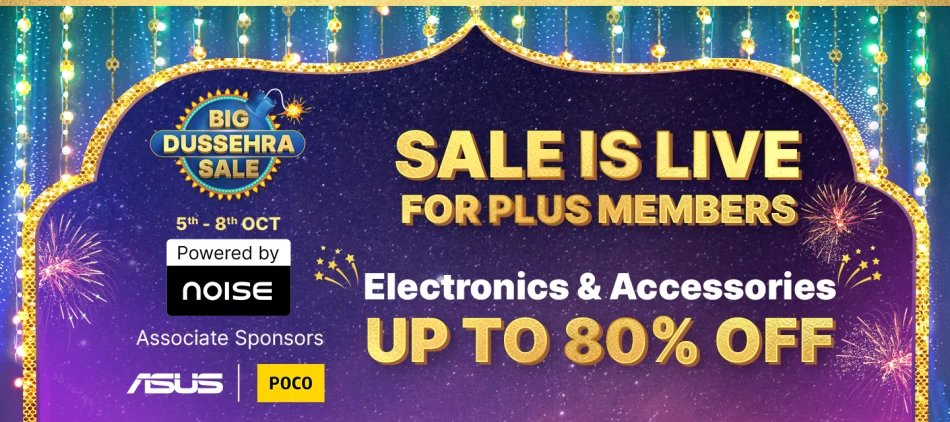 BIG
DUSSEHRA
SALE
5th - 8th OCT
Powered by
NOISE
Associate Sponsors
ASUS
POCO
SALE IS LIVE
FOR PLUS MEMBERS
Electronics & Accessories
UP TO 80% OFF